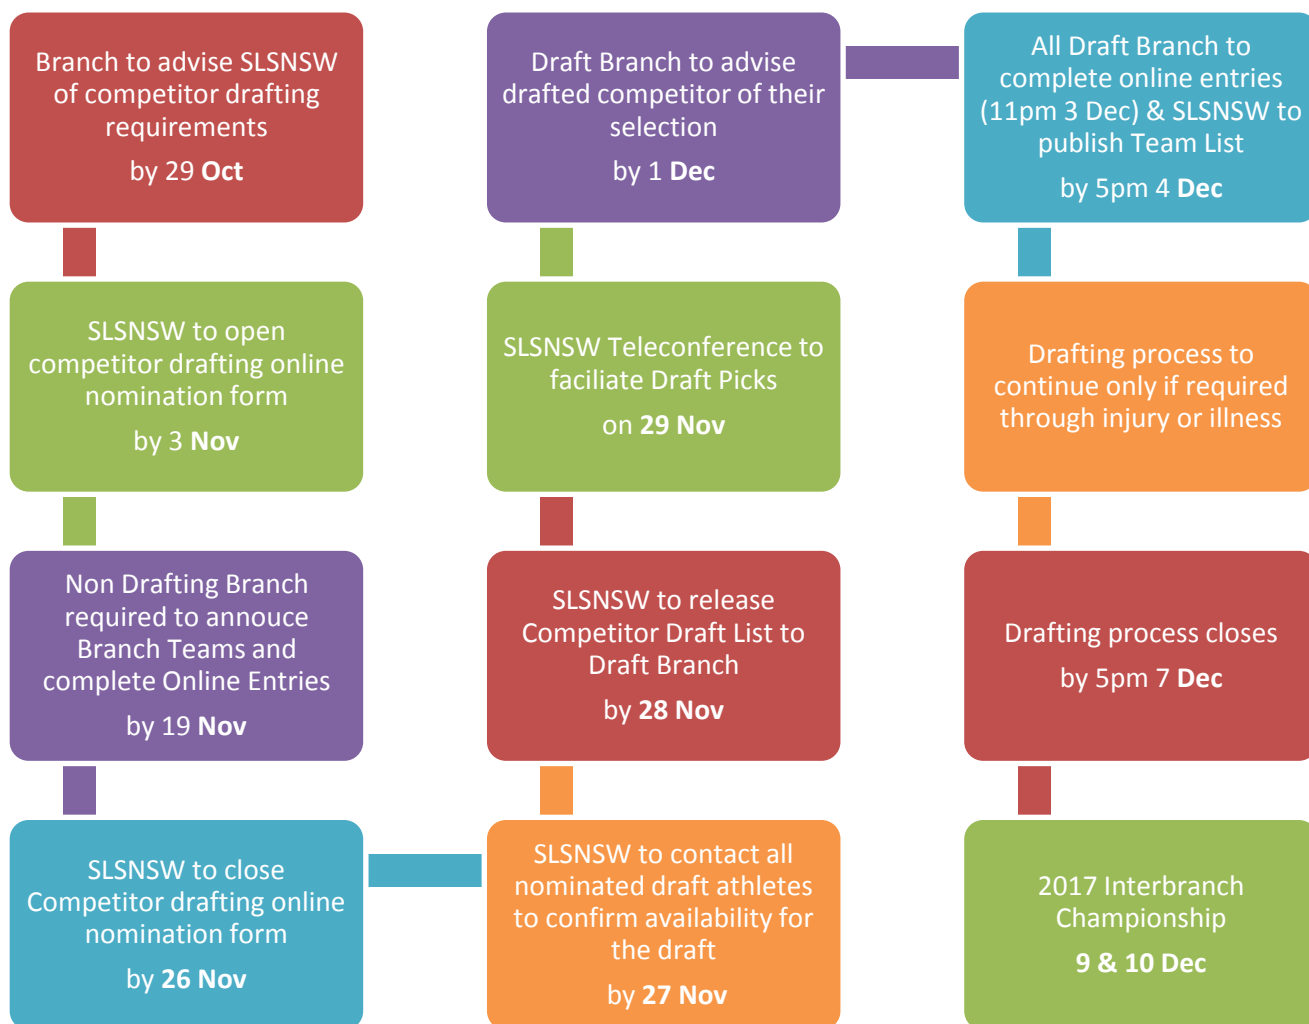 Branch to advise SLSNSW
of competitor drafting
requirements
by 29 Oct
SLSNSW to open
competitor drafting online
nomination form
by 3 Nov
Non Drafting Branch
required to annouce
Branch Teams and
complete Online Entries
by 19 Nov
SLSNSW to close
Competitor drafting online
nomination form
by 26 Nov
SLSNSW to contact all
nominated draft athletes
to confirm availability for
the draft
by 27 Nov
SLSNSW to release
Competitor Draft List to
Draft Branch
by 28 Nov
SLSNSW Teleconference to
faciliate Draft Picks
on 29 Nov
Draft Branch to advise
drafted competitor of their
selection
by 1 Dec
All Draft Branch to
complete online entries
(11pm 3 Dec) & SLSNSW to
publish Team List
by 5pm 4 Dec
Drafting process to
continue only if required
through injury or illness
Drafting process closes
by 5pm 7 Dec
2017 Interbranch
Championship
9 & 10 Dec